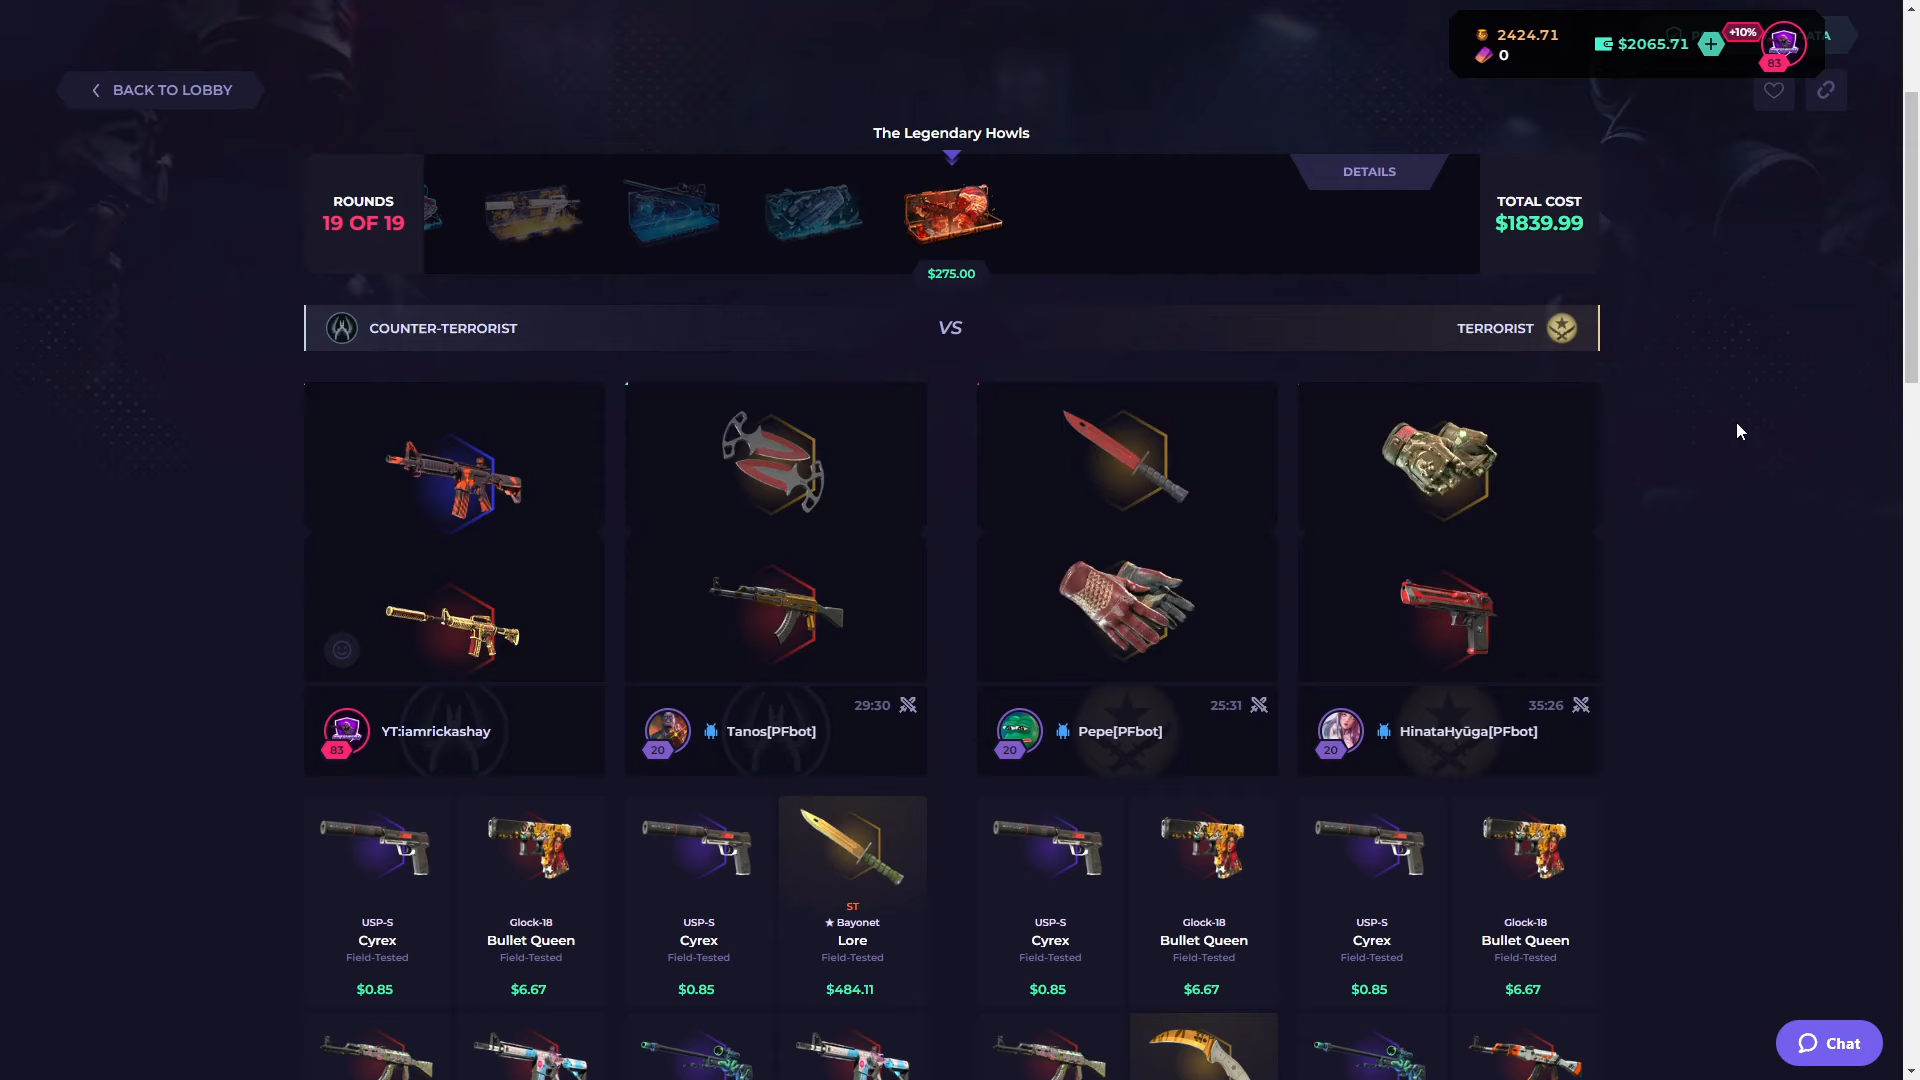 2424.71
0
$2065.71
+10%
83
BACK TO LOBBY
The Legendary Howls
DETAILS
ROUNDS
19 OF 19
TOTAL COST
$1839.99
$275.00
COUNTER-TERRORIST
VS
TERRORIST
29:30
25:31
35:26
83
YT:iamrickashay
20
Tanos[PFbot]
20
Pepe[PFbot]
20
HinataHyūga[PFbot]
USP-S
Cyrex
Field-Tested
$0.85
Glock-18
Bullet Queen
Field-Tested
$6.67
USP-S
Cyrex
Field-Tested
$0.85
ST
★ Bayonet
Lore
Field-Tested
$484.11
USP-S
Cyrex
Field-Tested
$0.85
Glock-18
Bullet Queen
Field-Tested
$6.67
USP-S
Cyrex
Field-Tested
$0.85
Glock-18
Bullet Queen
Field-Tested
$6.67
Chat